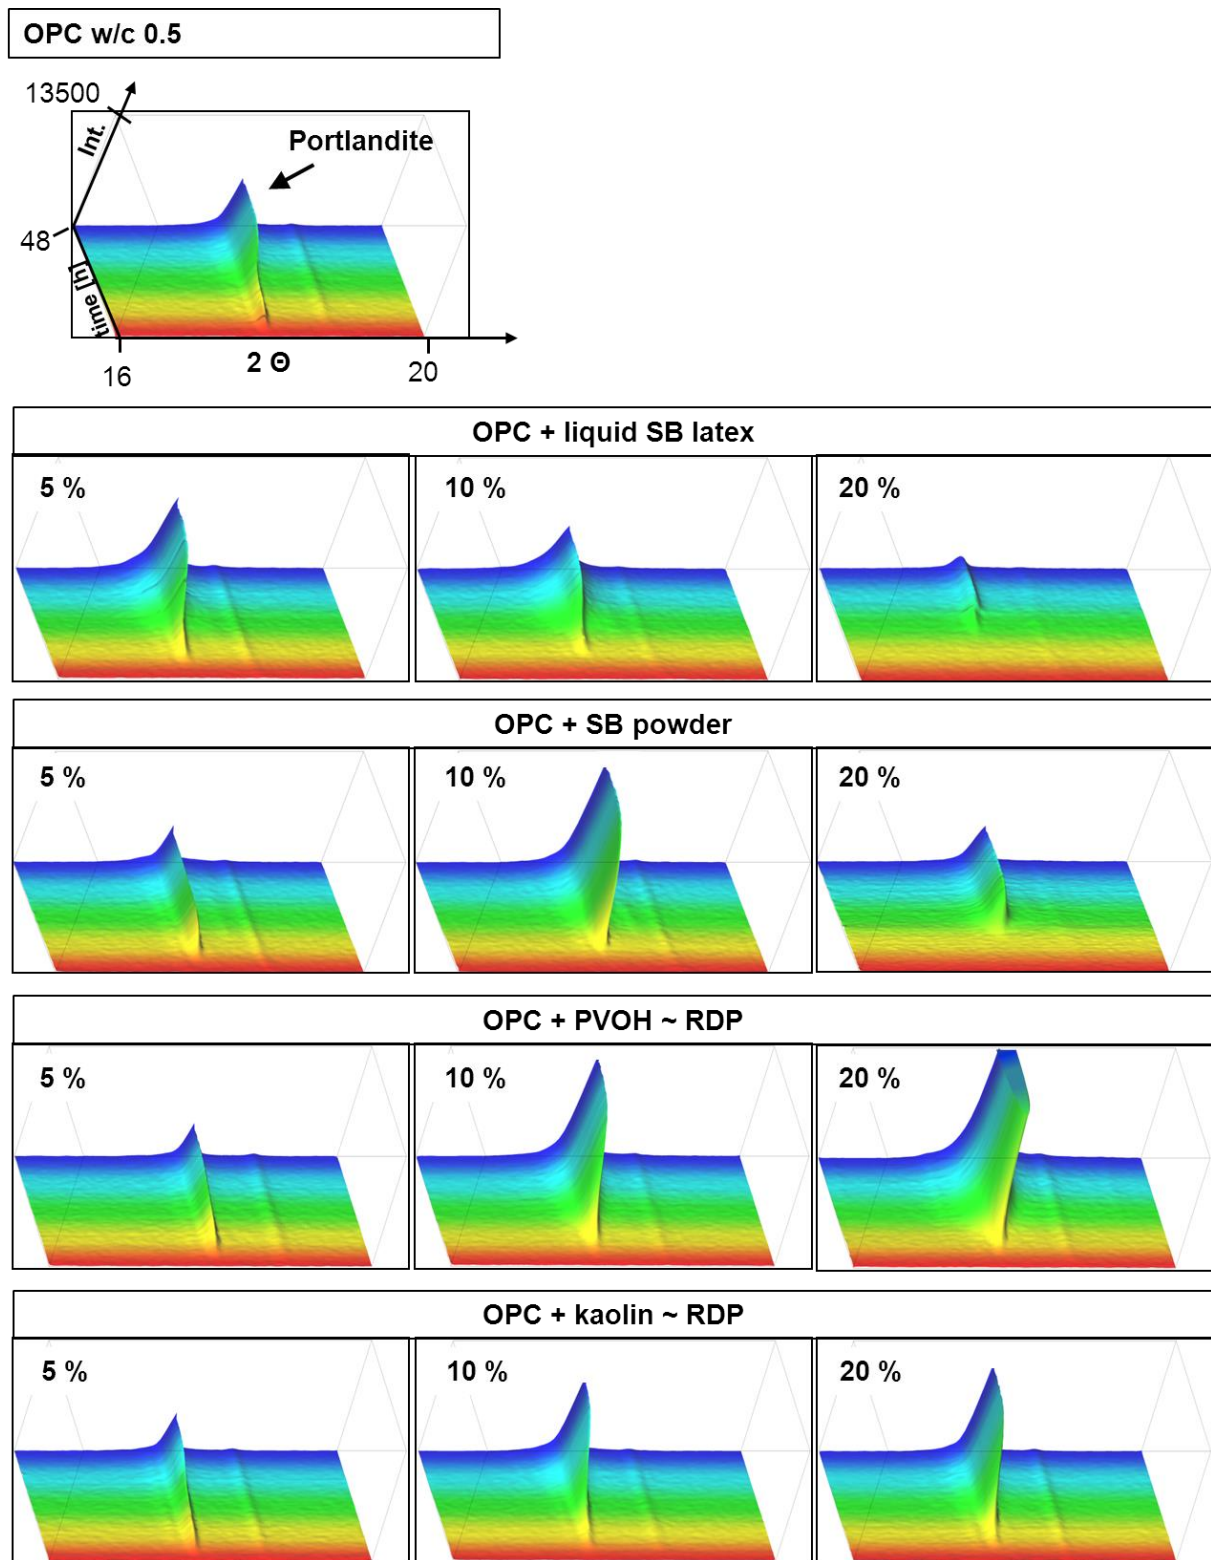 OPC w/c 0.5
13500
Int.
Portlandite
48
time [h]
16
2 Θ
20
OPC + liquid SB latex
5 %
10 %
20 %
OPC + SB powder
5 %
10 %
20 %
OPC + PVOH ~ RDP
5 %
10 %
20 %
OPC + kaolin ~ RDP
5 %
10 %
20 %